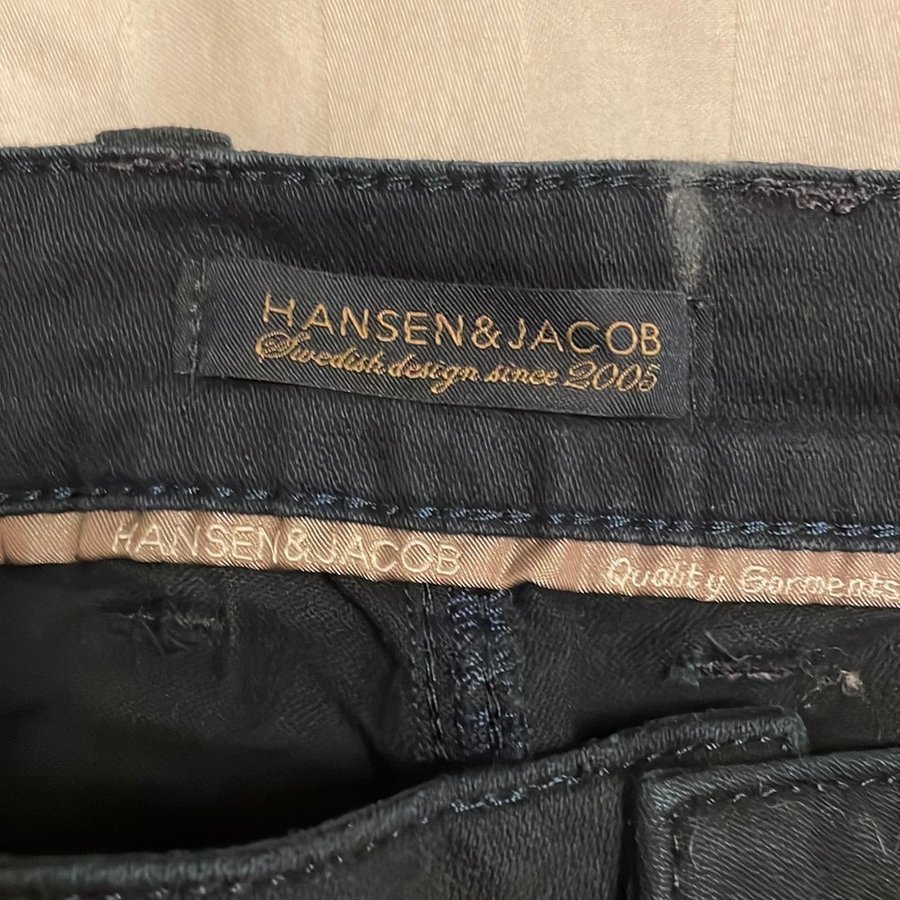 HANSEN&JACOB
Swedish design since 2005
HANSEN&JACOB
Quality Garments